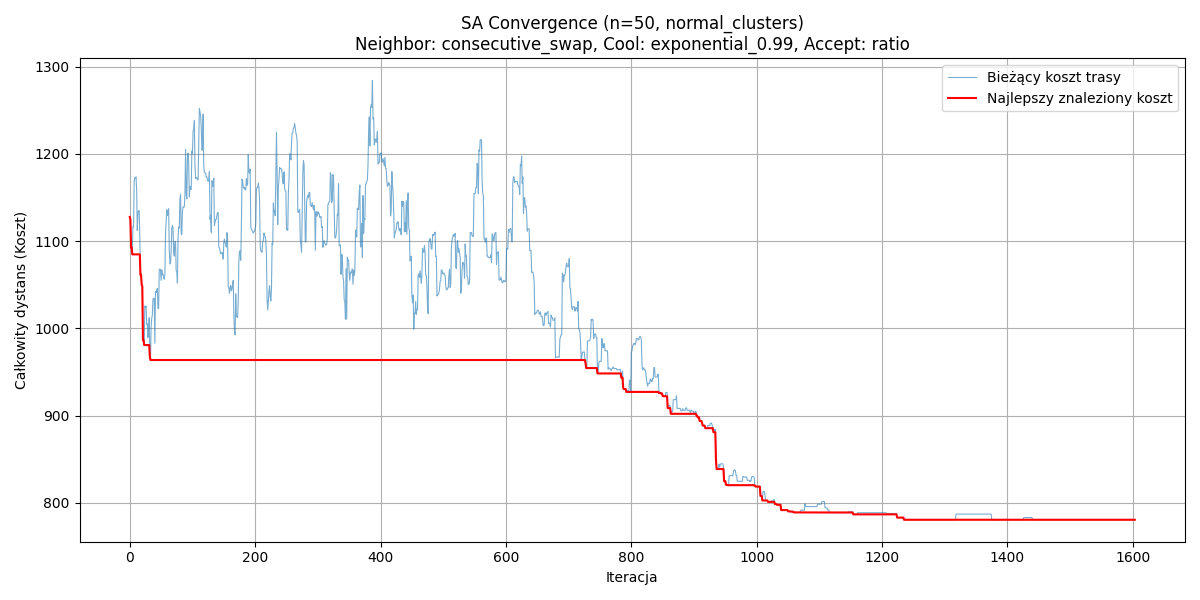 SA Convergence (n=50, normal_clusters)
Neighbor: consecutive_swap, Cool: exponential_0.99, Accept: ratio
Bieżący koszt trasy
Najlepszy znaleziony koszt
Całkowity dystans (Koszt)
1300
1200
1100
1000
900
800
0 200 400 600 800 1000 1200 1400 1600
Iteracja